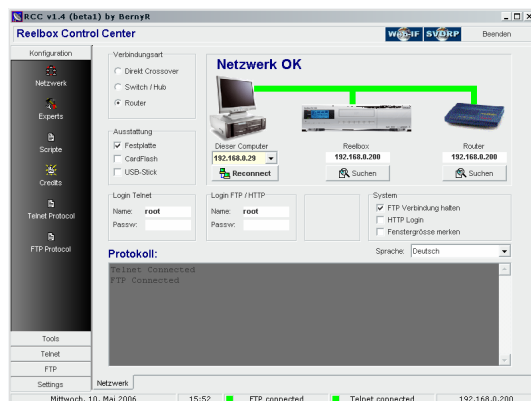 RCC v1.4 (beta1) by BernyR
Reelbox Control Center
Web-IF SVDRP Beenden
Konfiguration
Netzwerk
Experts
Scripte
Credits
Telnet Protocol
FTP Protocol
Tools
Telnet
FTP
Settings
Verbindungsart
Direkt Crossover
Switch / Hub
Router
Ausstattung
Festplatte
CardFlash
USB-Stick
Netzwerk OK
Dieser Computer Reelbox Router
192.168.0.29 192.168.0.200 192.168.0.200
Reconnect Suchen Suchen
Login Telnet
Name: root
Passw:
Login FTP / HTTP
Name: root
Passw:
System
FTP Verbindung halten
HTTP Login
Fenstergrösse merken
Protokoll:
Sprache: Deutsch
Telnet Connected
FTP Connected
Netzwerk
Mittwoch, 10. Mai 2006 15:52 FTP connected Telnet connected 192.168.0.200